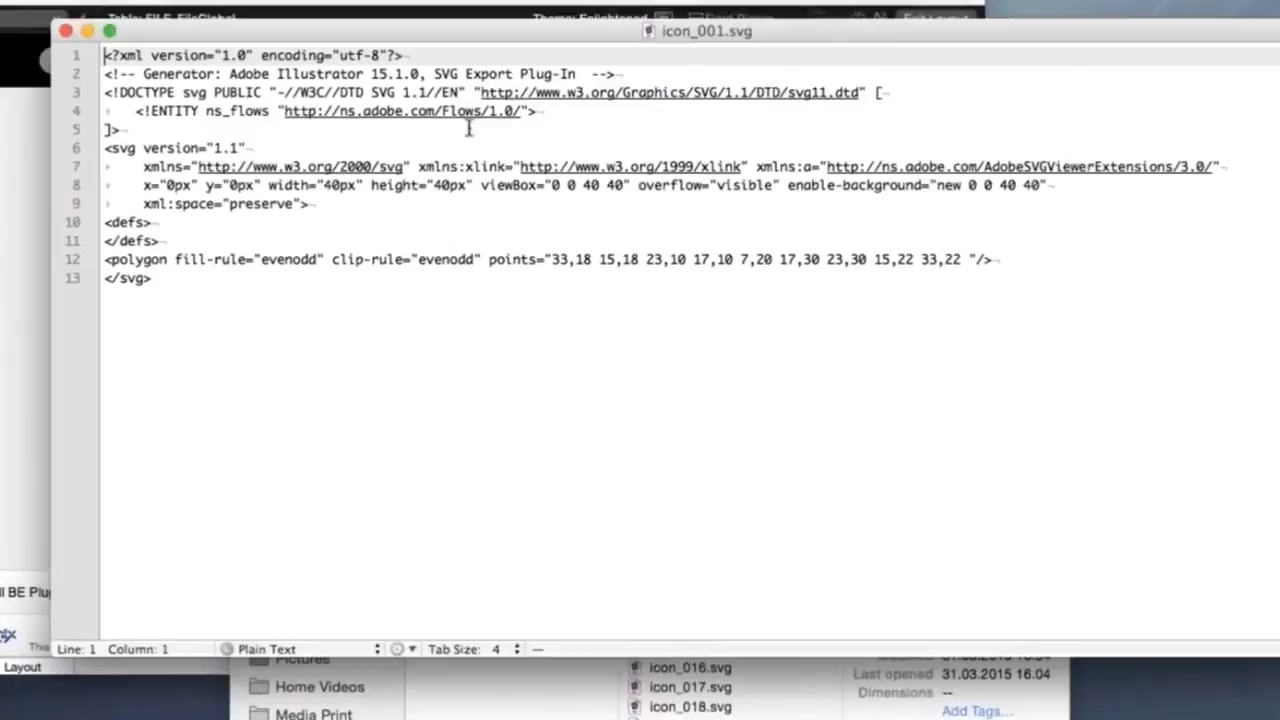 Table: FILE_FileGlobal
icon_001.svg
1 <?xml version="1.0" encoding="utf-8"?>
2 <!-- Generator: Adobe Illustrator 15.1.0, SVG Export Plug-In  -->
3 <!DOCTYPE svg PUBLIC "-//W3C//DTD SVG 1.1//EN" "http://www.w3.org/Graphics/SVG/1.1/DTD/svg11.dtd" [
4 <!ENTITY ns_flows "http://ns.adobe.com/Flows/1.0/">
5 ]>
6 <svg version="1.1"
7 xmlns="http://www.w3.org/2000/svg" xmlns:xlink="http://www.w3.org/1999/xlink" xmlns:a="http://ns.adobe.com/AdobeSVGViewerExtensions/3.0/"
8 x="0px" y="0px" width="40px" height="40px" viewBox="0 0 40 40" overflow="visible" enable-background="new 0 0 40 40"
9 xml:space="preserve">
10 <defs>
11 </defs>
12 <polygon fill-rule="evenodd" clip-rule="evenodd" points="33,18 15,18 23,10 17,10 7,20 17,30 23,30 15,22 33,22 "/>
13 </svg>
BE Plug
Line: 1 Column: 1 Plain Text Tab Size: 4
Layout
Pictures
Home Videos
Media Print
icon_016.svg
icon_017.svg
icon_018.svg
Last opened 31.03.2015 16.04
Dimensions --
Add Tags...